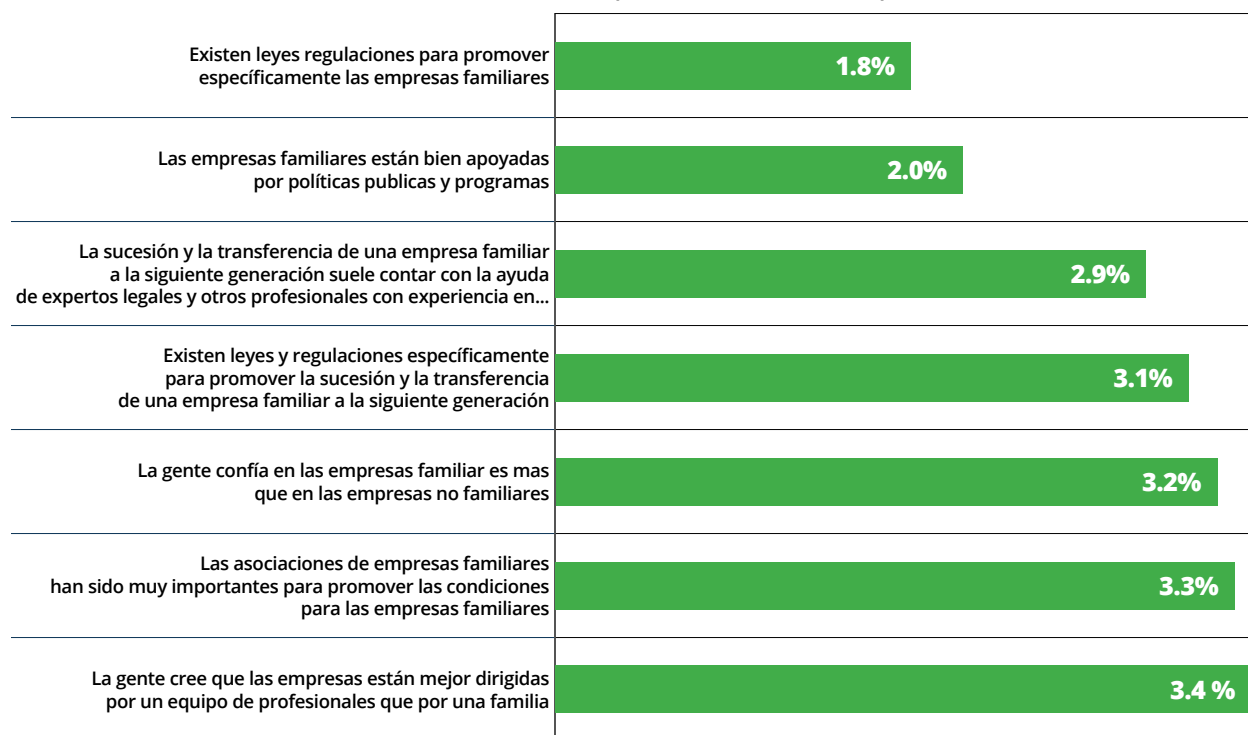 Existen leyes regulaciones para promover
específicamente las empresas familiares
1.8%
Las empresas familiares están bien apoyadas
por políticas publicas y programas
2.0%
La sucesión y la transferencia de una empresa familiar
a la siguiente generación suele contar con la ayuda
de expertos legales y otros profesionales con experiencia en...
2.9%
Existen leyes y regulaciones específicamente
para promover la sucesión y la transferencia
de una empresa familiar a la siguiente generación
3.1%
La gente confía en las empresas familiar es mas
que en las empresas no familiares
3.2%
Las asociaciones de empresas familiares
han sido muy importantes para promover las condiciones
para las empresas familiares
3.3%
La gente cree que las empresas están mejor dirigidas
por un equipo de profesionales que por una familia
3.4 %